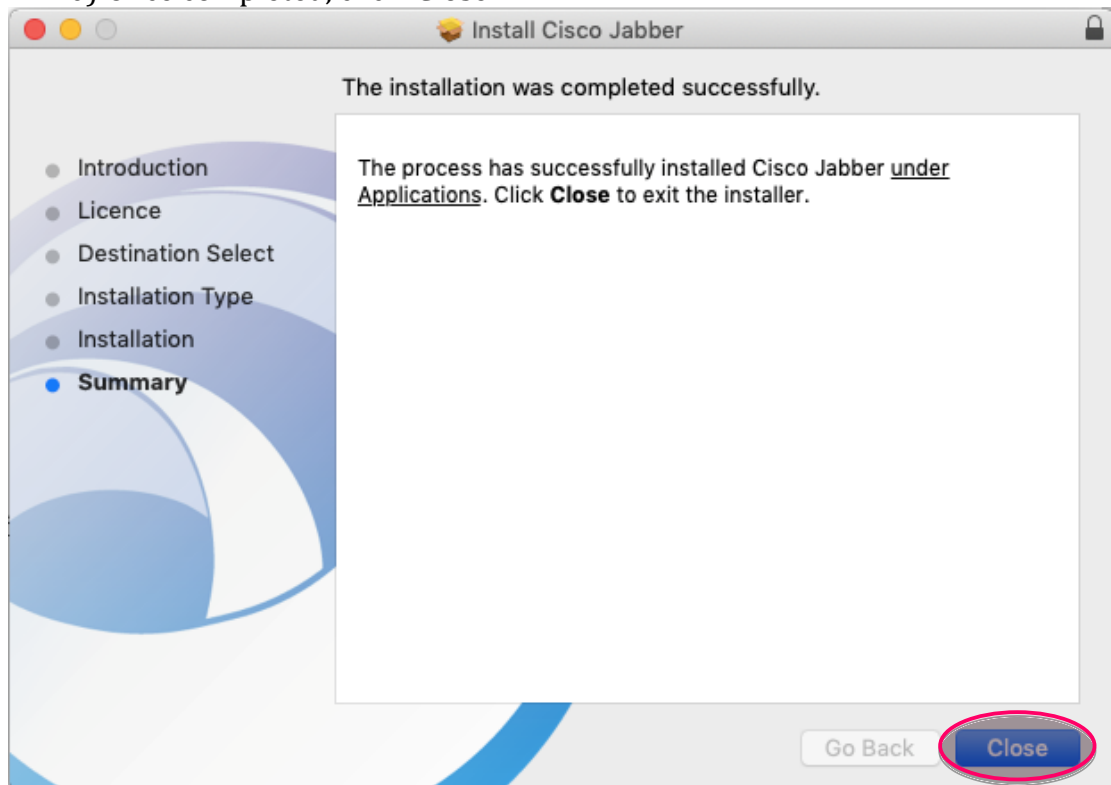 Install Cisco Jabber
The installation was completed successfully.
Introduction
Licence
Destination Select
Installation Type
Installation
Summary
The process has successfully installed Cisco Jabber under
Applications. Click Close to exit the installer.
Go Back
Close